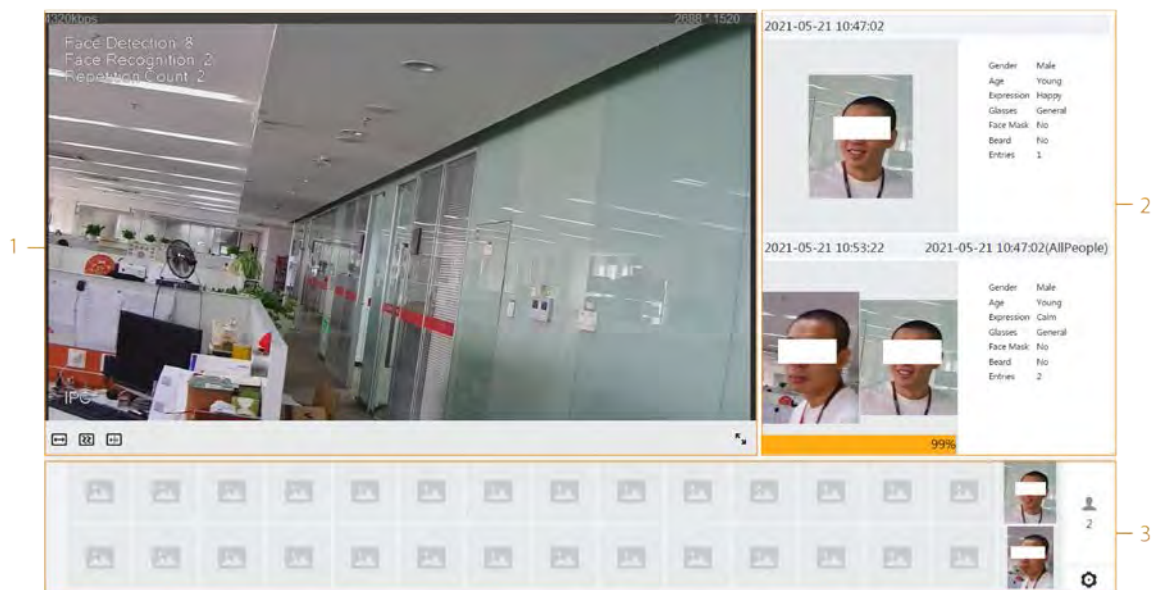 1320kbps
2688 * 1520
Face Detection 8
Face Recognition 2
Repetition Count 2
IPC
1
2021-05-21 10:47:02
Gender Male
Age Young
Expression Happy
Glasses General
Face Mask No
Beard No
Entries 1
2
2021-05-21 10:53:22 2021-05-21 10:47:02(AllPeople)
Gender Male
Age Young
Expression Calm
Glasses General
Face Mask No
Beard No
Entries 2
99%
2
3